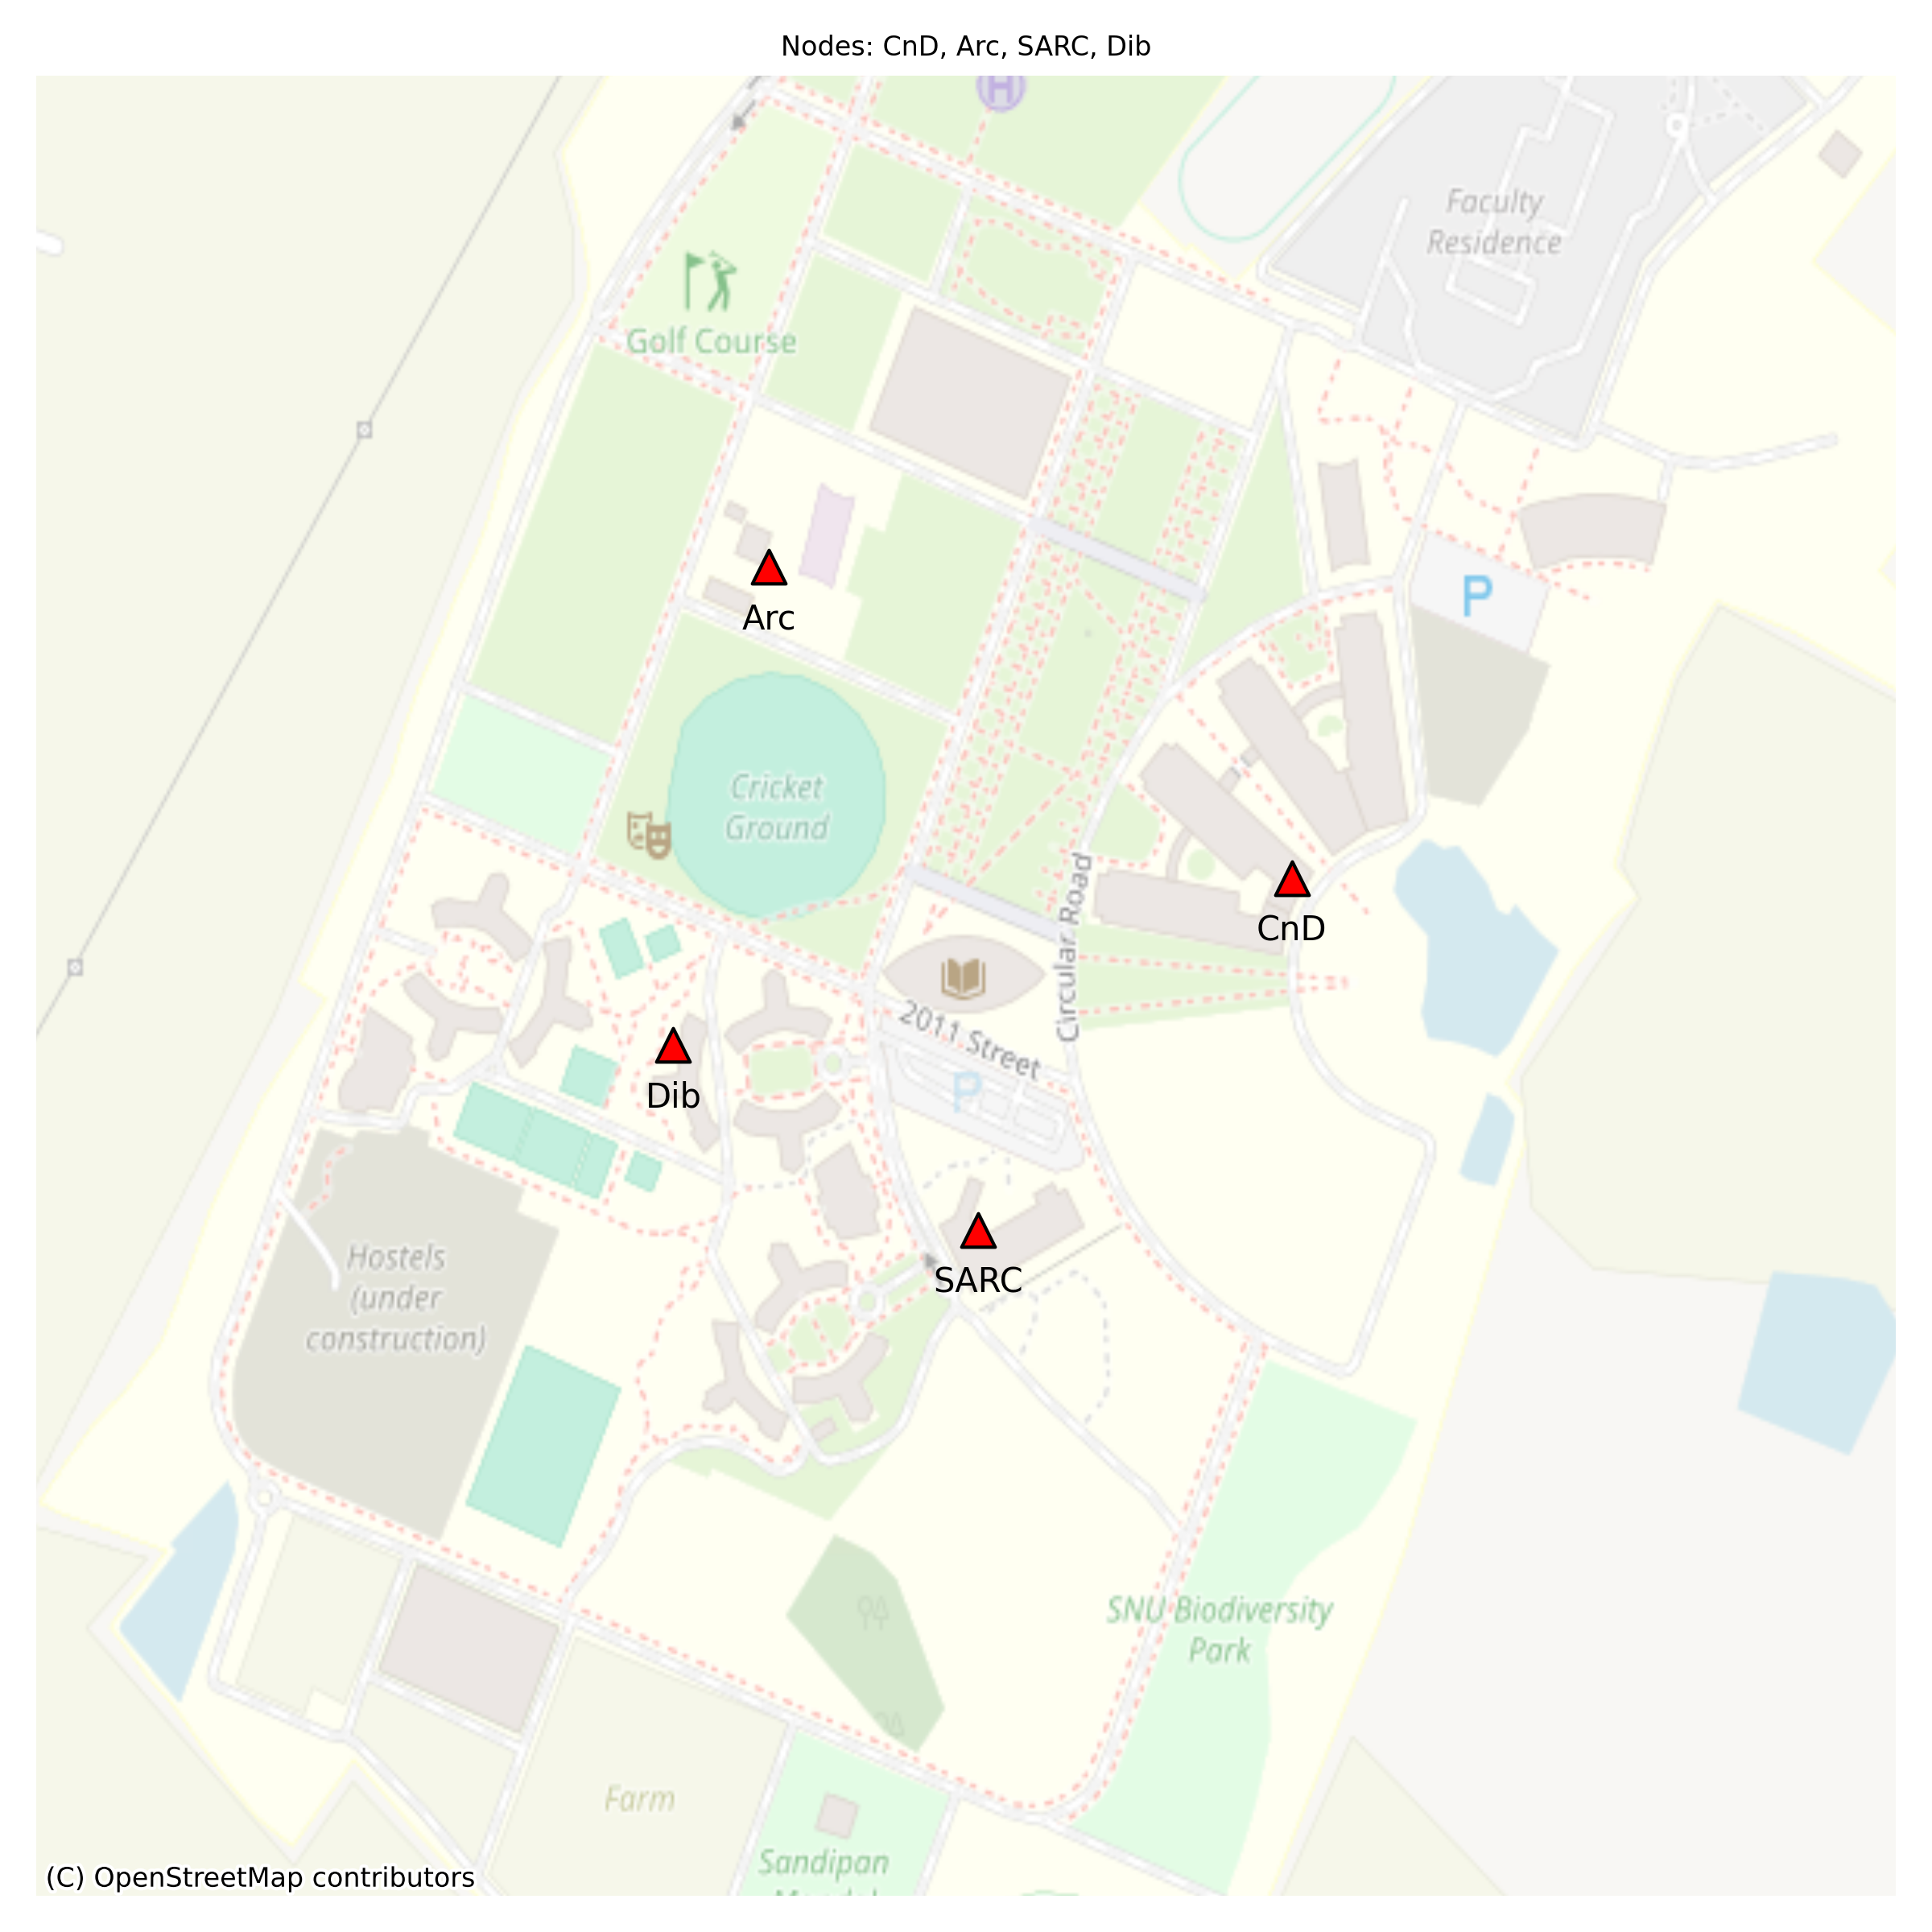 Nodes: CnD, Arc, SARC, Dib
H
Faculty
Residence
Golf Course
P
Arc
Cricket
Ground
CnD
Circular Road
2011 Street
P
Dib
SARC
Hostels
(under
construction)
SNU Biodiversity
Park
Farm
Sandipan
(C) OpenStreetMap contributors